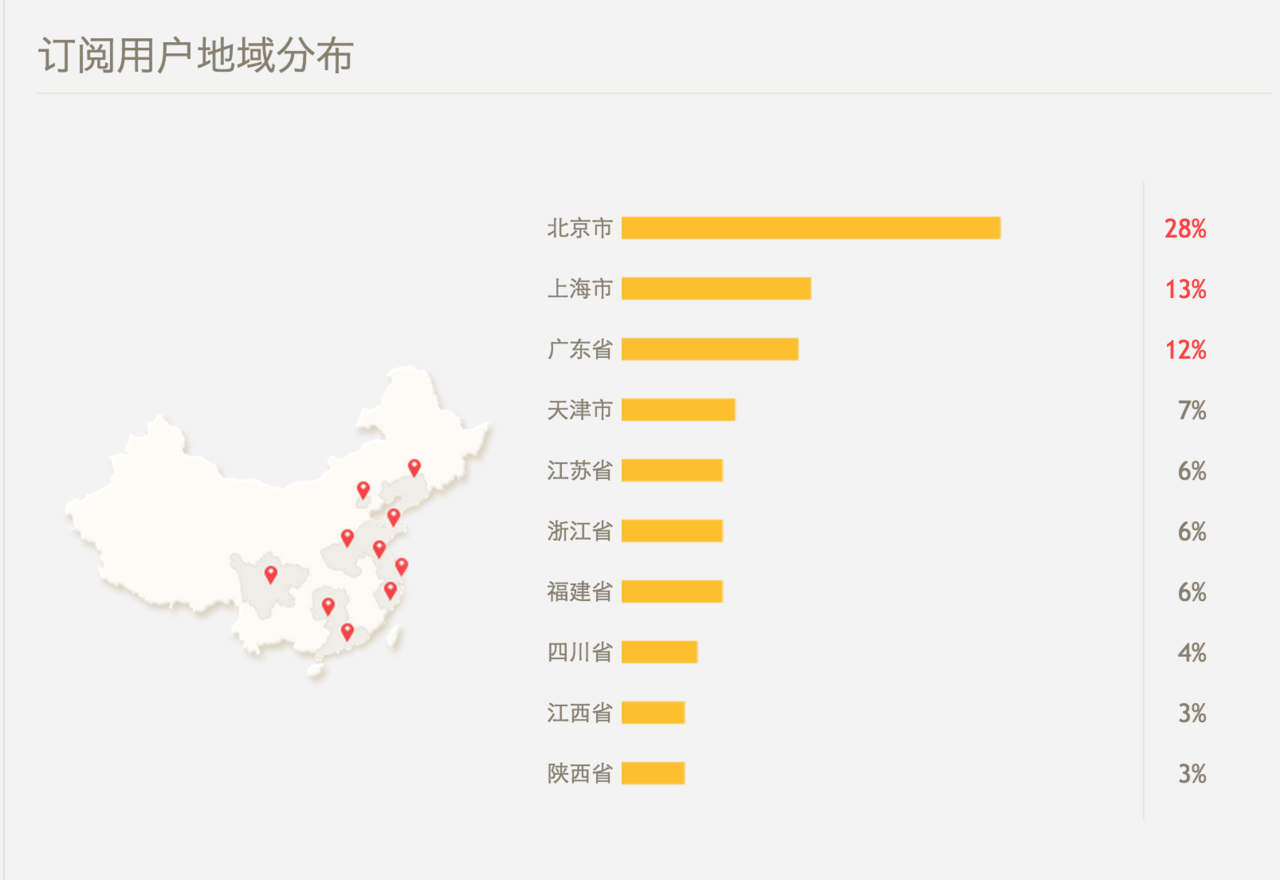 订阅用户地域分布
北京市 28%
上海市 13%
广东省 12%
天津市 7%
江苏省 6%
浙江省 6%
福建省 6%
四川省 4%
江西省 3%
陕西省 3%